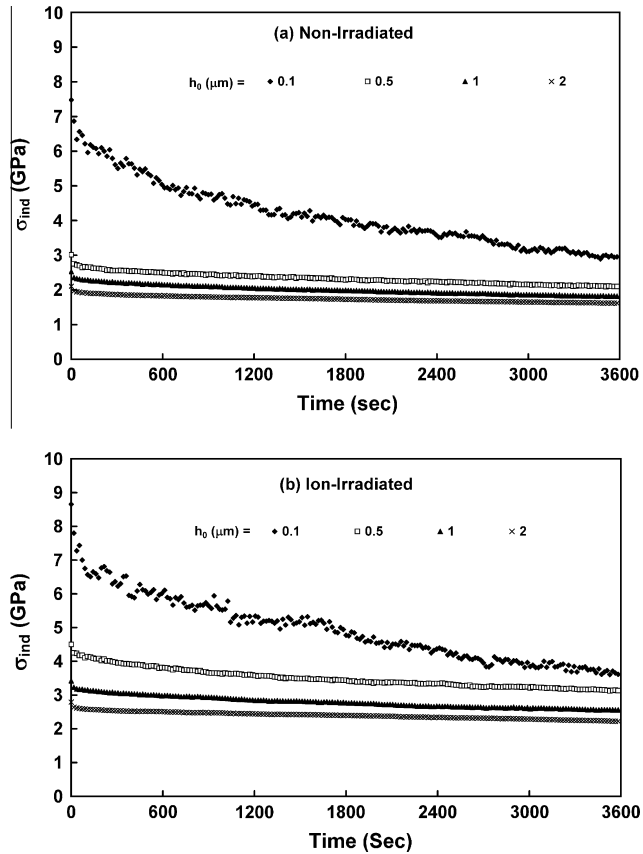 (a) Non-Irradiated
h0 (μm) = 0.1 0.5 1 2
σind (GPa)
10
9
8
7
6
5
4
3
2
1
0
0 600 1200 1800 2400 3000 3600
Time (sec)
(b) Ion-Irradiated
h0 (μm) = 0.1 0.5 1 2
σind (GPa)
10
9
8
7
6
5
4
3
2
1
0
0 600 1200 1800 2400 3000 3600
Time (Sec)